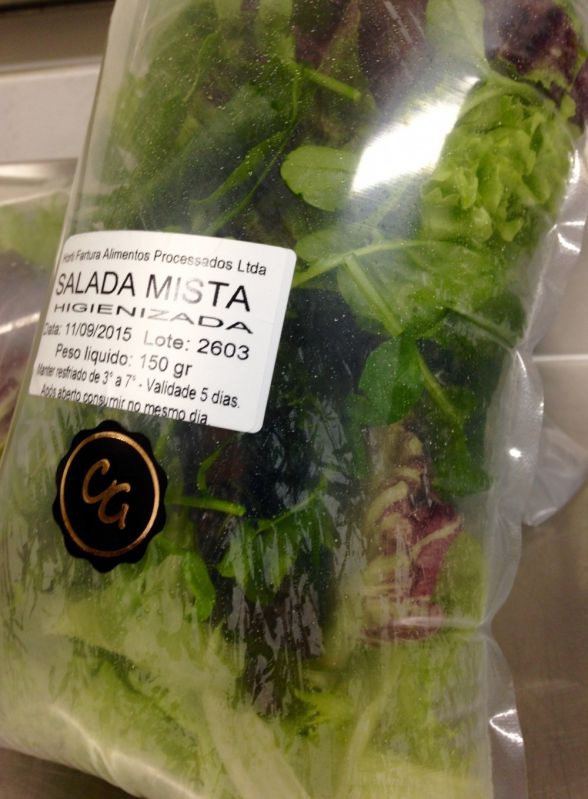 Horti Fartura Alimentos Processados Ltda
SALADA MISTA
HIGIENIZADA
Data: 11/09/2015 Lote: 2603
Peso líquido: 150 gr
Manter resfriado de 3° a 7° - Validade 5 dias.
Após aberto consumir no mesmo dia
CG